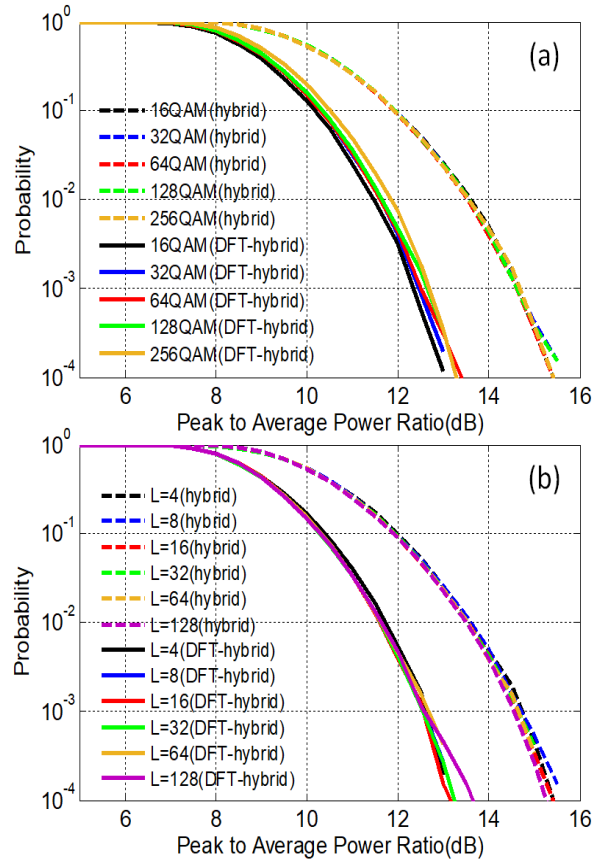 (a)
Probability
10^0
10^-1
10^-2
10^-3
10^-4
16QAM(hybrid)
32QAM(hybrid)
64QAM(hybrid)
128QAM(hybrid)
256QAM(hybrid)
16QAM(DFT-hybrid)
32QAM(DFT-hybrid)
64QAM(DFT-hybrid)
128QAM(DFT-hybrid)
256QAM(DFT-hybrid)
6 8 10 12 14 16
Peak to Average Power Ratio(dB)
(b)
Probability
10^0
10^-1
10^-2
10^-3
10^-4
L=4(hybrid)
L=8(hybrid)
L=16(hybrid)
L=32(hybrid)
L=64(hybrid)
L=128(hybrid)
L=4(DFT-hybrid)
L=8(DFT-hybrid)
L=16(DFT-hybrid)
L=32(DFT-hybrid)
L=64(DFT-hybrid)
L=128(DFT-hybrid)
6 8 10 12 14 16
Peak to Average Power Ratio(dB)